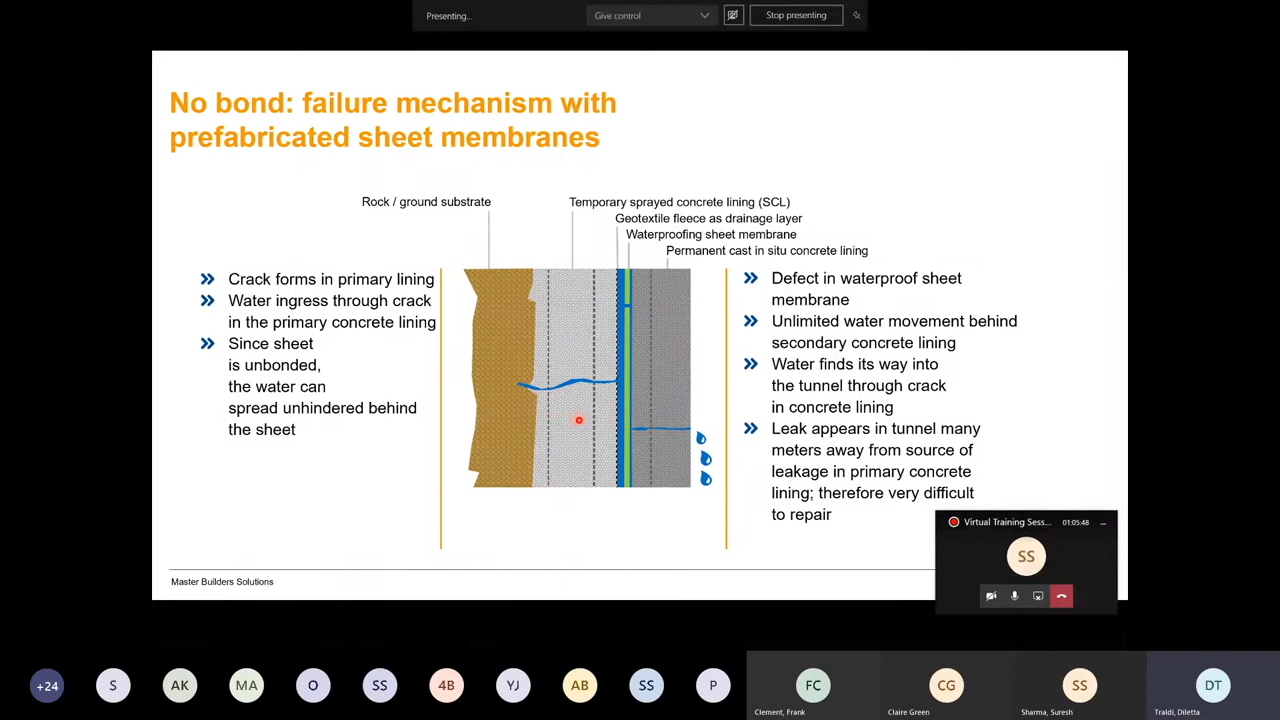 Presenting...
Give control
Stop presenting
No bond: failure mechanism with
prefabricated sheet membranes
Rock / ground substrate
Temporary sprayed concrete lining (SCL)
Geotextile fleece as drainage layer
Waterproofing sheet membrane
Permanent cast in situ concrete lining
Crack forms in primary lining
Water ingress through crack
in the primary concrete lining
Since sheet
is unbonded,
the water can
spread unhindered behind
the sheet
Defect in waterproof sheet
membrane
Unlimited water movement behind
secondary concrete lining
Water finds its way into
the tunnel through crack
in concrete lining
Leak appears in tunnel many
meters away from source of
leakage in primary concrete
lining; therefore very difficult
to repair
Virtual Training Sess... 01:05:48
SS
Master Builders Solutions
+24
S
AK
MA
O
SS
4B
YJ
AB
SS
P
FC
Clement, Frank
CG
Claire Green
SS
Sharma, Suresh
DT
Traldi, Diletta